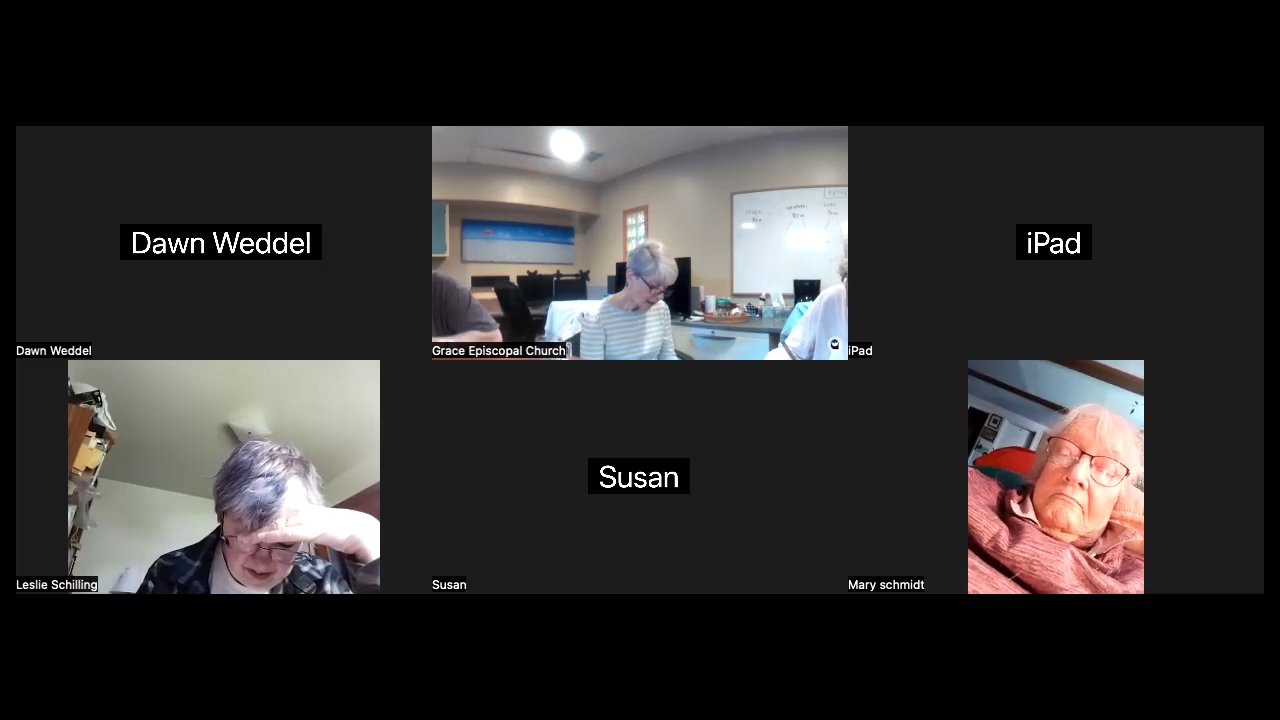 Dawn Weddel
iPad
Dawn Weddel
Grace Episcopal Church
iPad
Susan
Leslie Schilling
Susan
Mary schmidt